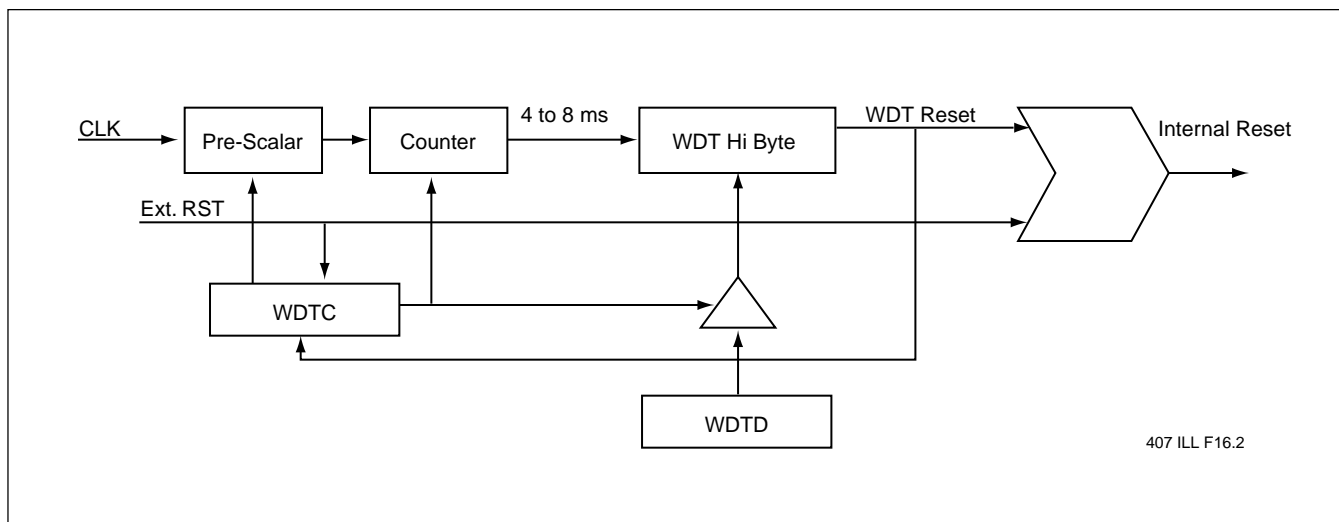 4 to 8 ms
WDT Reset
Internal Reset
CLK
Pre-Scalar
Counter
WDT Hi Byte
Ext. RST
WDTC
WDTD
407 ILL F16.2